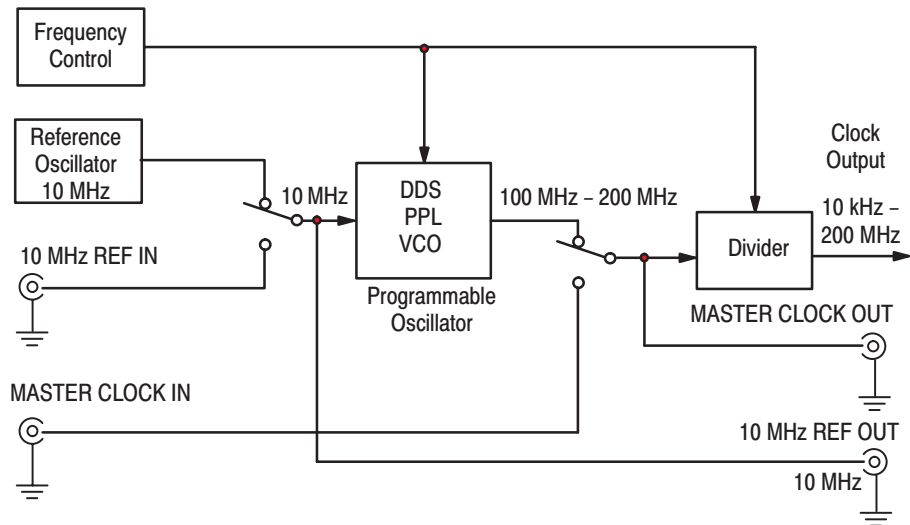 Frequency
Control
Reference
Oscillator
10 MHz
10 MHz
DDS
PPL
VCO
Programmable
Oscillator
100 MHz – 200 MHz
Divider
Clock
Output
10 kHz –
200 MHz
10 MHz REF IN
MASTER CLOCK OUT
MASTER CLOCK IN
10 MHz REF OUT
10 MHz